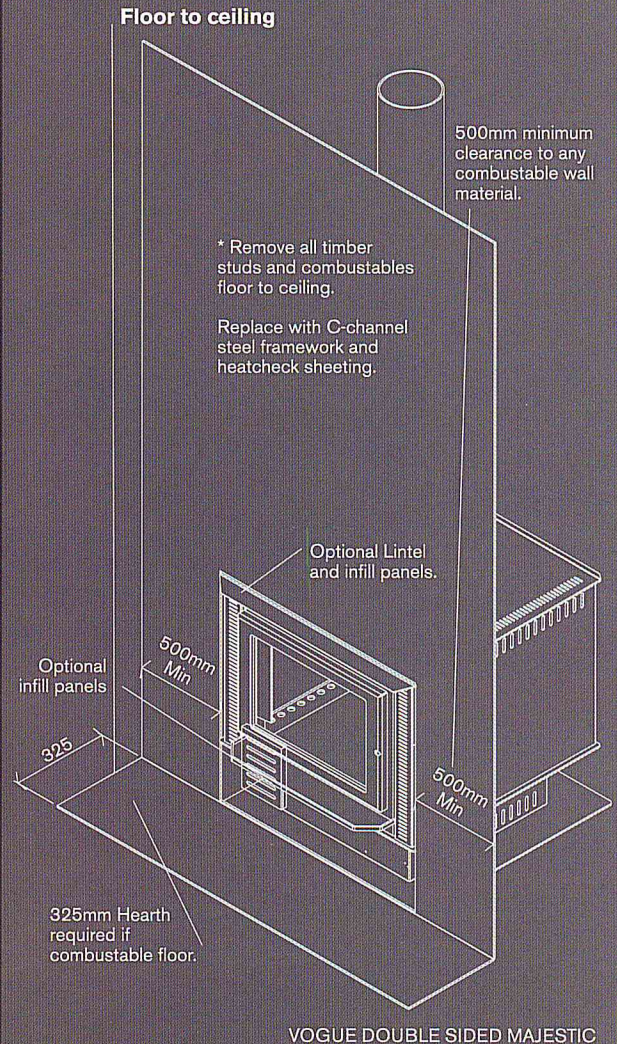 Floor to ceiling
500mm minimum
clearance to any
combustable wall
material.
* Remove all timber
studs and combustables
floor to ceiling.
Replace with C-channel
steel framework and
heatcheck sheeting.
Optional Lintel
and infill panels.
500mm
Min
Optional
infill panels
325
500mm
Min
325mm Hearth
required if
combustable floor.
VOGUE DOUBLE SIDED MAJESTIC